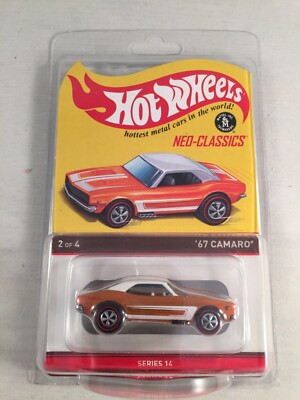 Hot Wheels
hottest metal cars in the world!
NEO-CLASSICS
2 OF 4
'67 CAMARO
SERIES 14